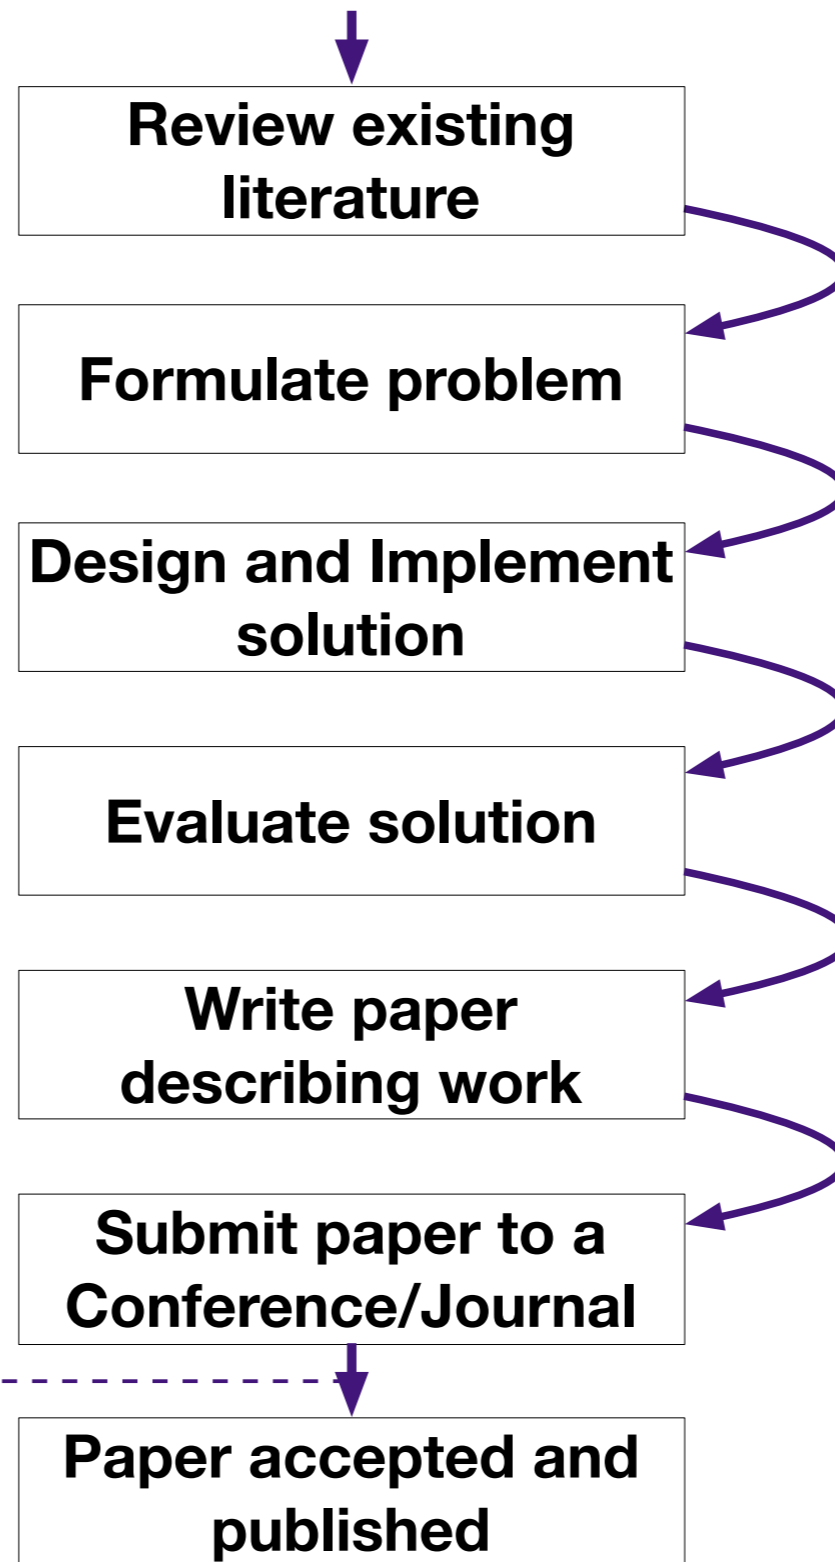 Review existing
literature
Formulate problem
Design and Implement
solution
Evaluate solution
Write paper
describing work
Submit paper to a
Conference/Journal
Paper accepted and
published